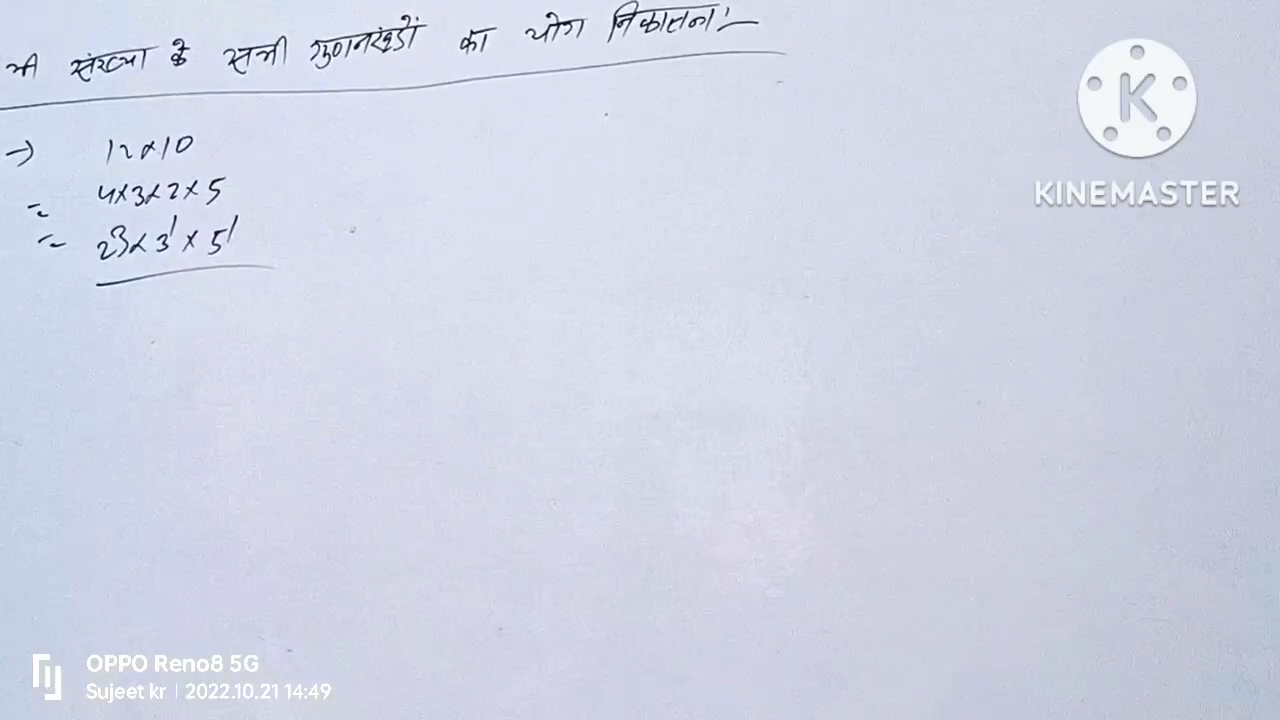 भी संख्या के सभी गुणनखंडों का योग निकालना:-
→ 12×10
= 4×3×2×5
= 2³×3¹×5¹
KINEMASTER
OPPO Reno8 5G
Sujeet kr | 2022.10.21 14:49